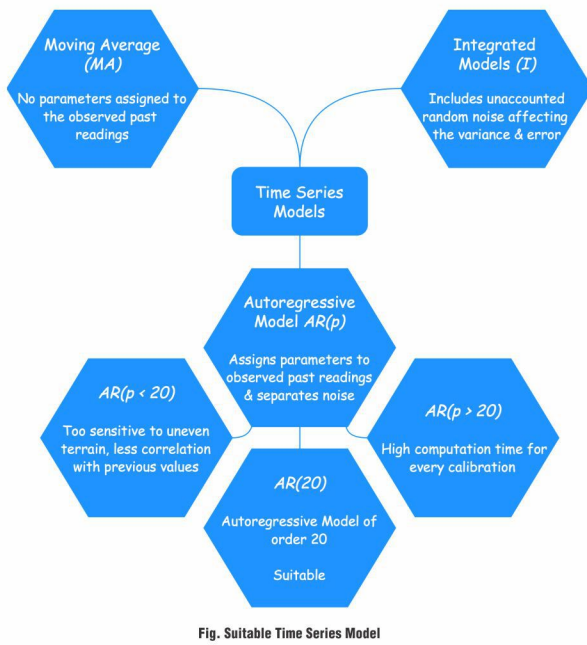 Moving Average
(MA)
No parameters assigned to
the observed past
readings
Integrated
Models (I)
Includes unaccounted
random noise affecting
the variance & error
Time Series
Models
Autoregressive
Model AR(p)
Assigns parameters to
observed past readings
& separates noise
AR(p < 20)
Too sensitive to uneven
terrain, less correlation
with previous values
AR(20)
Autoregressive Model of
order 20
Suitable
AR(p > 20)
High computation time for
every calibration
Fig. Suitable Time Series Model